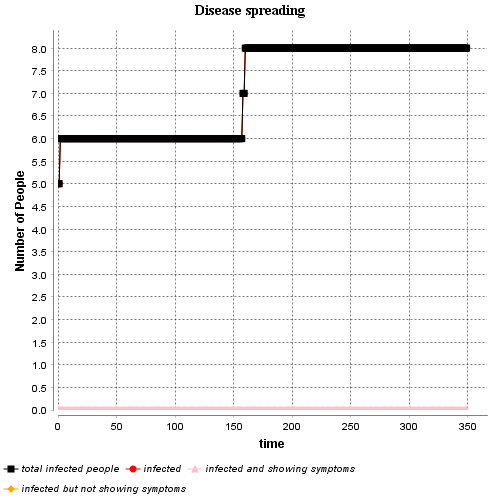 Disease spreading
Number of People
8.0
7.5
7.0
6.5
6.0
5.5
5.0
4.5
4.0
3.5
3.0
2.5
2.0
1.5
1.0
0.5
0.0
0 50 100 150 200 250 300 350
time
total infected people infected infected and showing symptoms
infected but not showing symptoms